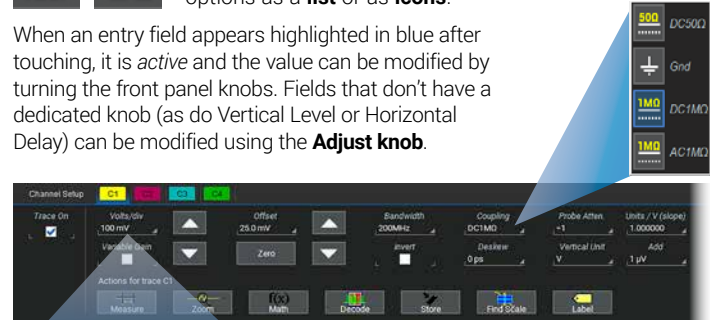 options as a list or as icons.
When an entry field appears highlighted in blue after
touching, it is active and the value can be modified by
turning the front panel knobs. Fields that don't have a
dedicated knob (as do Vertical Level or Horizontal
Delay) can be modified using the Adjust knob.
50Ω DC50Ω
Gnd
1MΩ DC1MΩ
1MΩ AC1MΩ
Channel Setup C1 C2 C3 C4
Trace On Volts/div Offset Bandwidth Coupling Probe Atten. Units / V (slope)
100 mV 25.0 mV 200MHz DC1MΩ ÷1 1.000000
Variable Gain Zero Invert Deskew Vertical Unit Add
0 ps V 1 µV
Actions for trace C1
f(x)
Measure Zoom Math Decode Store Find Scale Label